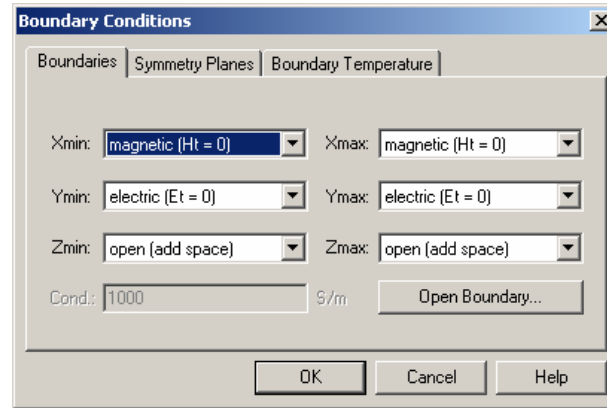 Boundary Conditions
Boundaries Symmetry Planes Boundary Temperature
Xmin: magnetic (Ht = 0) Xmax: magnetic (Ht = 0)
Ymin: electric (Et = 0) Ymax: electric (Et = 0)
Zmin: open (add space) Zmax: open (add space)
Cond.: 1000 S/m Open Boundary...
OK Cancel Help